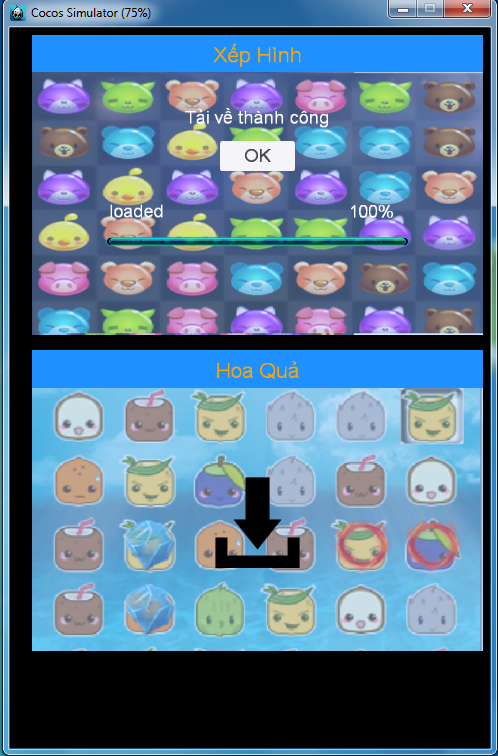 Cocos Simulator (75%)
Xếp Hình
Tải về thành công
OK
loaded 100%
Hoa Quả